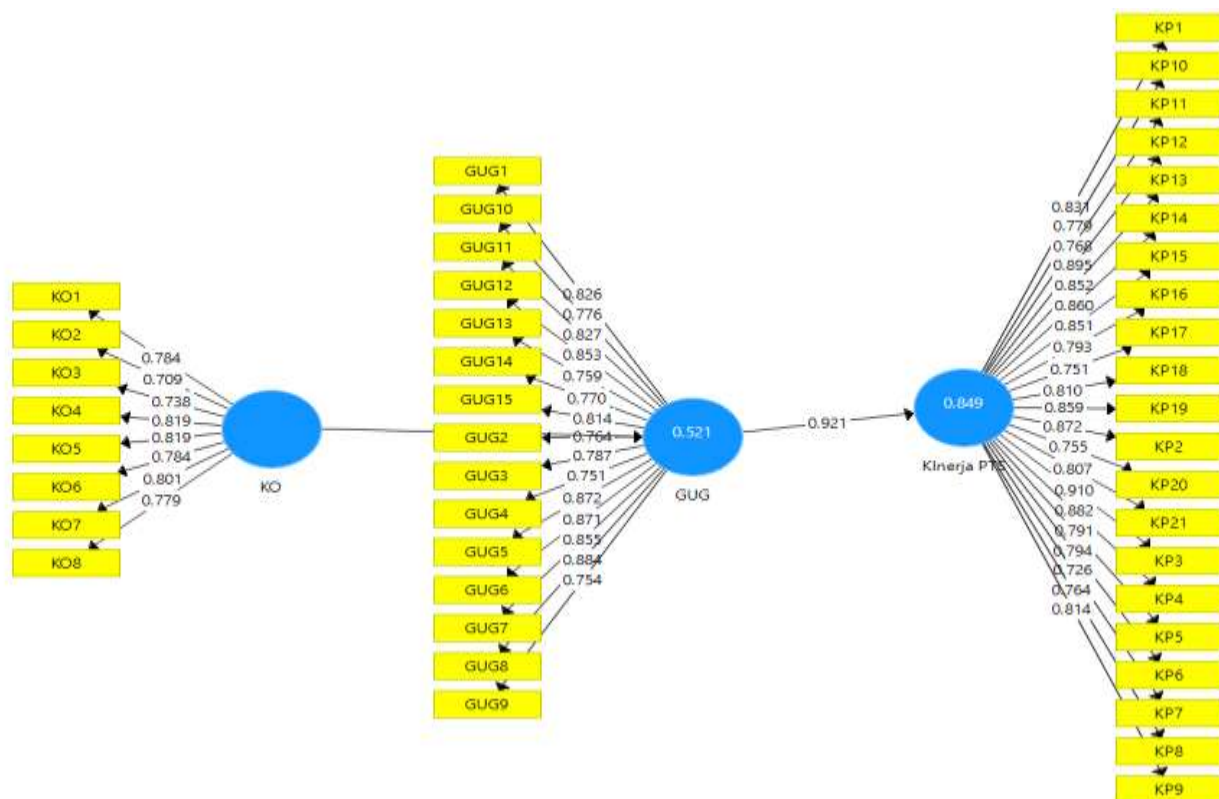 KO1
KO2
KO3
KO4
KO5
KO6
KO7
KO8
0.784
0.709
0.738
0.819
0.819
0.784
0.801
0.779
KO
GUG1
GUG10
GUG11
GUG12
GUG13
GUG14
GUG15
GUG2
GUG3
GUG4
GUG5
GUG6
GUG7
GUG8
GUG9
0.826
0.776
0.827
0.853
0.759
0.770
0.814
0.764
0.787
0.751
0.872
0.871
0.855
0.884
0.754
0.521
GUG
0.921
0.849
Kinerja PTS
0.831
0.779
0.768
0.895
0.852
0.860
0.851
0.793
0.751
0.810
0.859
0.872
0.755
0.807
0.910
0.882
0.791
0.794
0.726
0.764
0.814
KP1
KP10
KP11
KP12
KP13
KP14
KP15
KP16
KP17
KP18
KP19
KP2
KP20
KP21
KP3
KP4
KP5
KP6
KP7
KP8
KP9